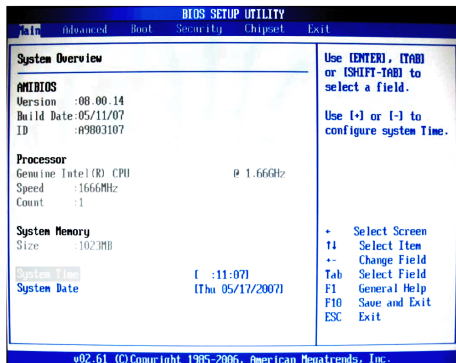 BIOS SETUP UTILITY
Main Advanced Boot Security Chipset Exit
System Overview
AMIBIOS
Version :08.00.14
Build Date:05/11/07
ID :A9803107
Processor
Genuine Intel(R) CPU @ 1.66GHz
Speed :1666MHz
Count :1
System Memory
Size :1023MB
System Time [ :11:07]
System Date [Thu 05/17/2007]
Use [ENTER], [TAB]
or [SHIFT-TAB] to
select a field.
Use [+] or [-] to
configure system Time.
← Select Screen
↑↓ Select Item
+- Change Field
Tab Select Field
F1 General Help
F10 Save and Exit
ESC Exit
v02.61 (C)Copyright 1985-2006, American Megatrends, Inc.